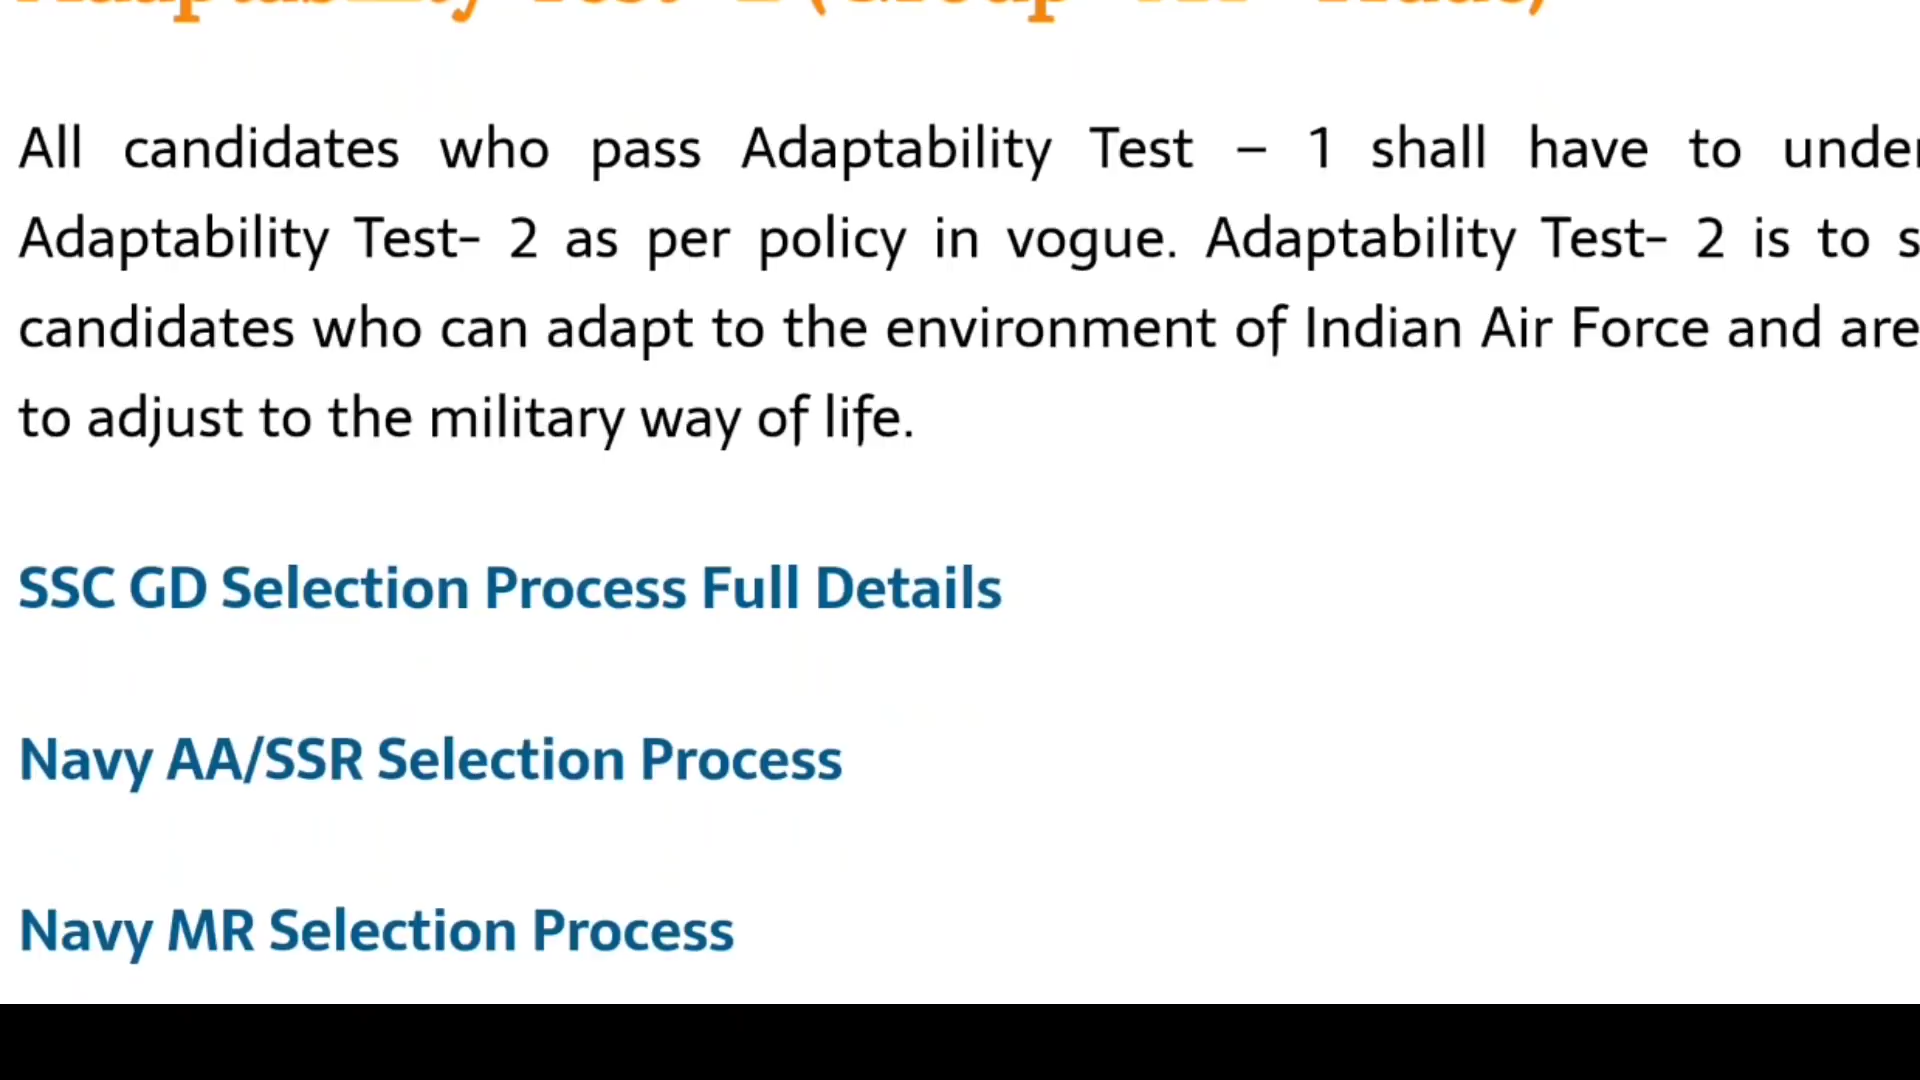 Adaptability Test
All candidates who pass Adaptability Test – 1 shall have to
Adaptability Test- 2 as per policy in vogue. Adaptability Test- 2 is to
candidates who can adapt to the environment of Indian Air Force and are
to adjust to the military way of life.
SSC GD Selection Process Full Details
Navy AA/SSR Selection Process
Navy MR Selection Process